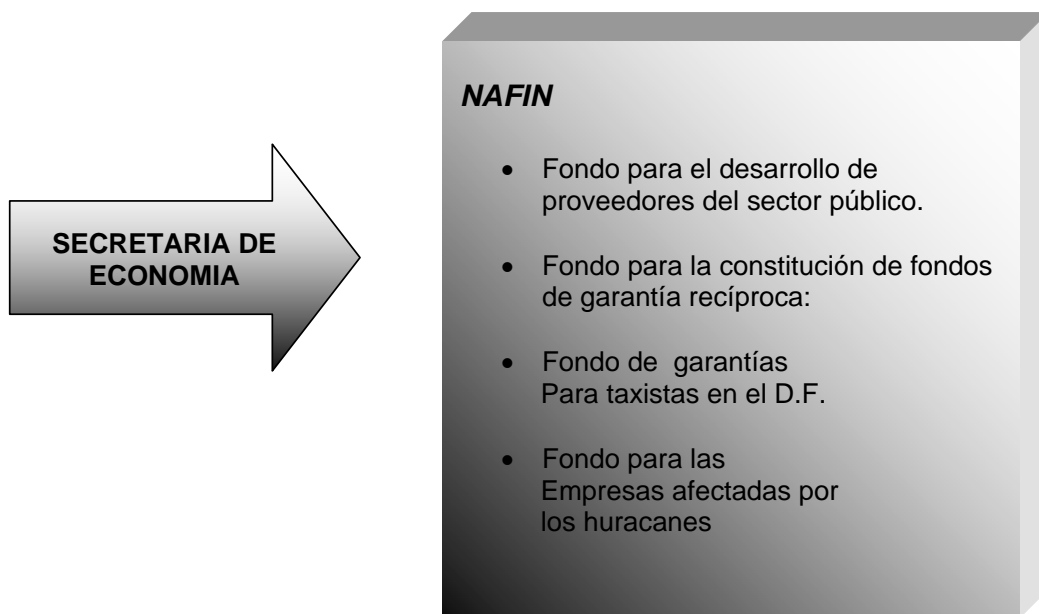 SECRETARIA DE
ECONOMIA
NAFIN
• Fondo para el desarrollo de
proveedores del sector público.
• Fondo para la constitución de fondos
de garantía recíproca:
• Fondo de garantías
Para taxistas en el D.F.
• Fondo para las
Empresas afectadas por
los huracanes